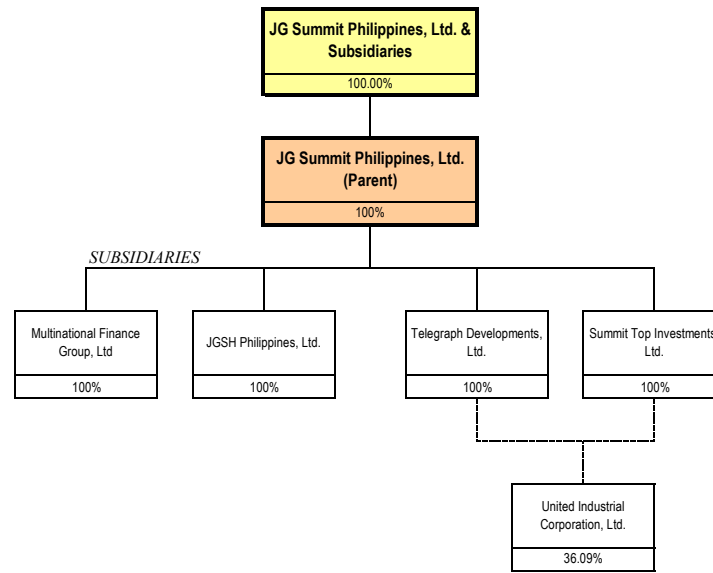 JG Summit Philippines, Ltd. &
Subsidiaries
100.00%
JG Summit Philippines, Ltd.
(Parent)
100%
SUBSIDIARIES
Multinational Finance
Group, Ltd
100%
JGSH Philippines, Ltd.
100%
Telegraph Developments,
Ltd.
100%
Summit Top Investments
Ltd.
100%
United Industrial
Corporation, Ltd.
36.09%